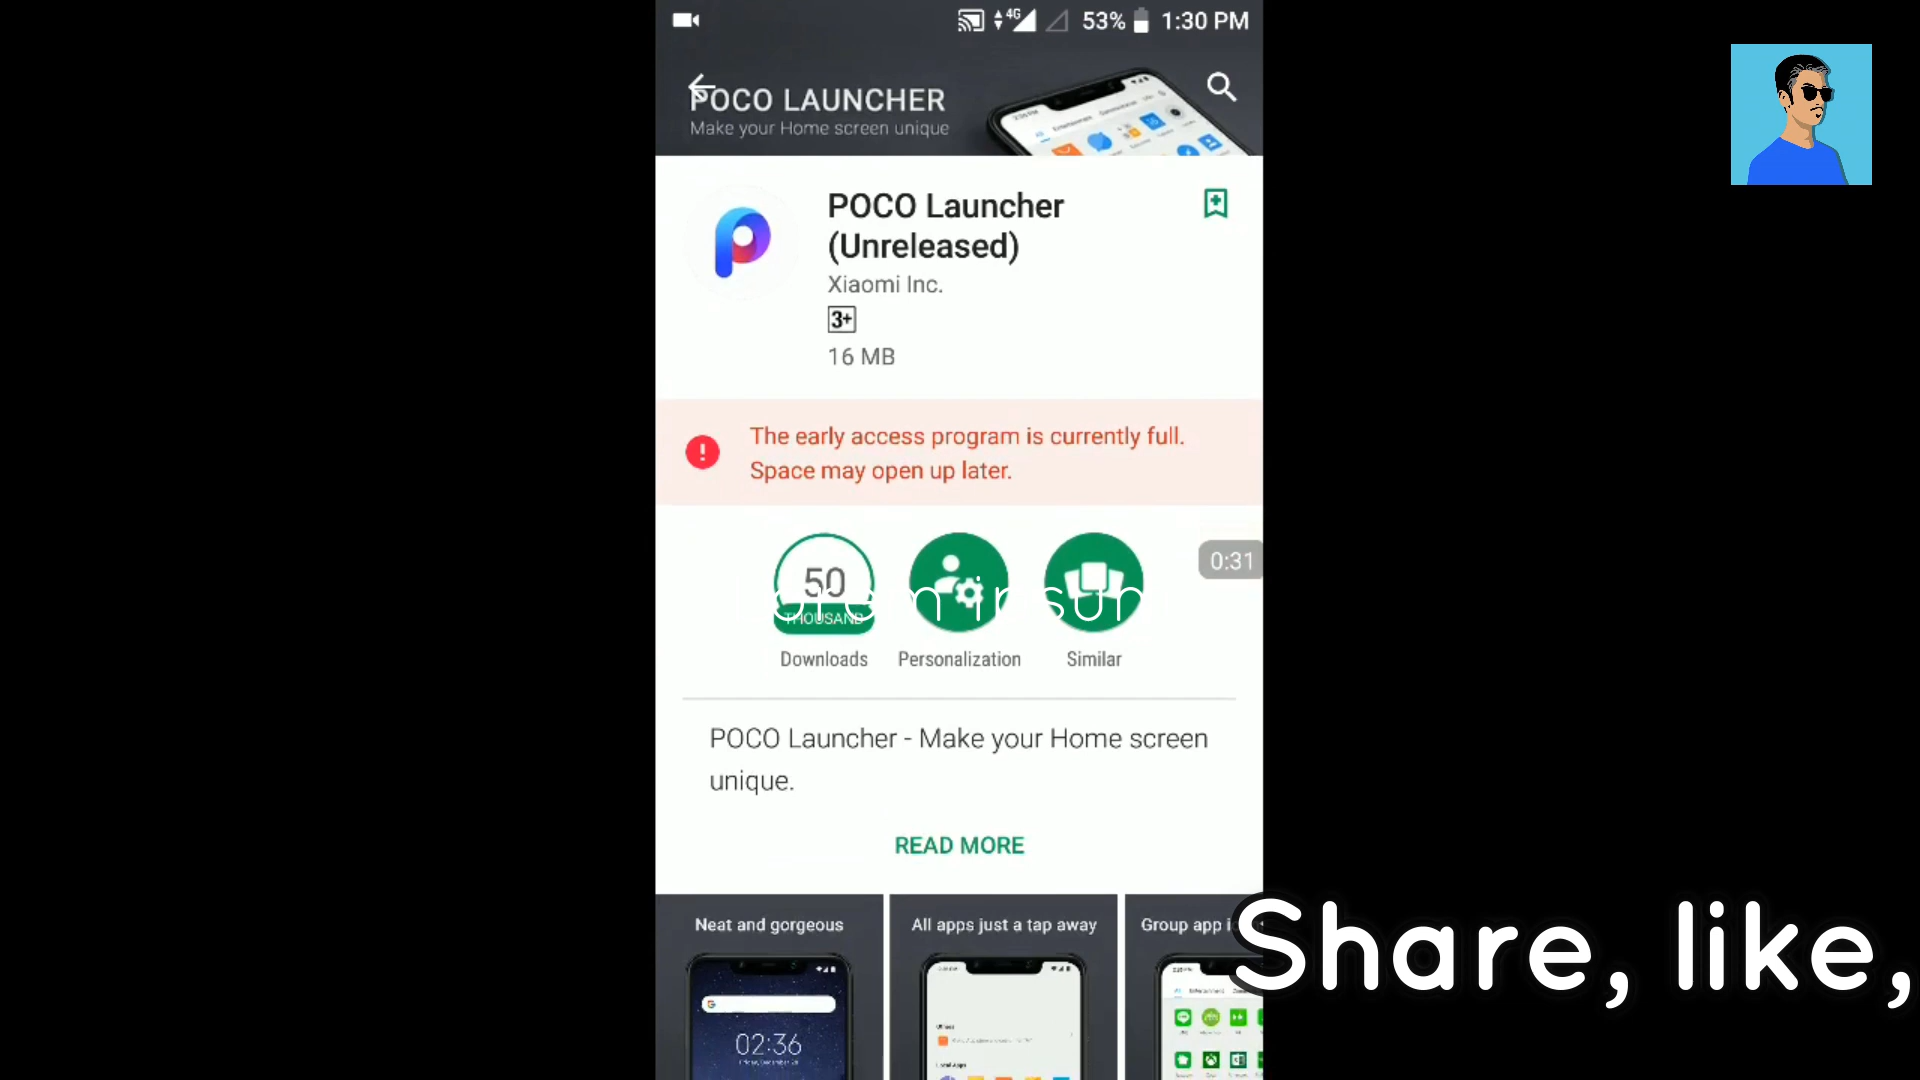 4G 53% 1:30 PM
POCO LAUNCHER
Make your Home screen unique
POCO Launcher
(Unreleased)
Xiaomi Inc.
3+
16 MB
The early access program is currently full.
Space may open up later.
0:31
50
THOUSAND
Downloads Personalization Similar
POCO Launcher - Make your Home screen
unique.
READ MORE
Neat and gorgeous All apps just a tap away Group app
Share, like,
02:36